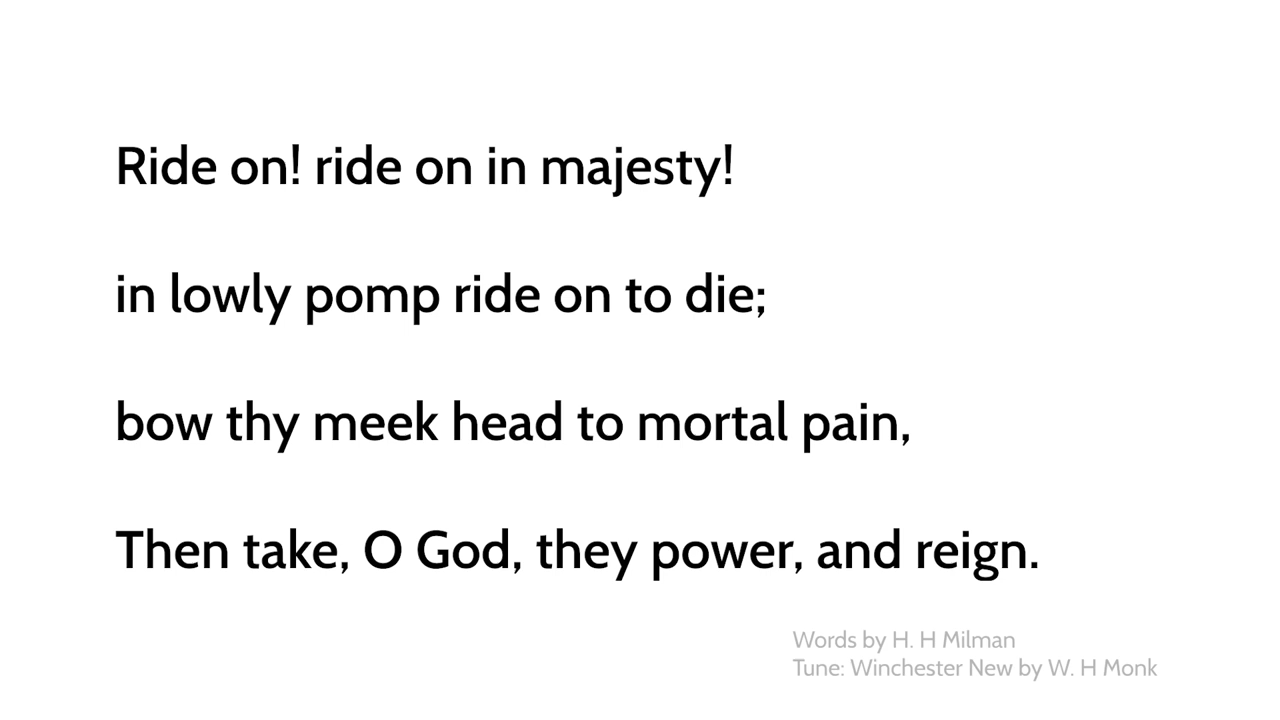 Ride on! ride on in majesty!
in lowly pomp ride on to die;
bow thy meek head to mortal pain,
Then take, O God, they power, and reign.
Words by H. H Milman
Tune: Winchester New by W. H Monk